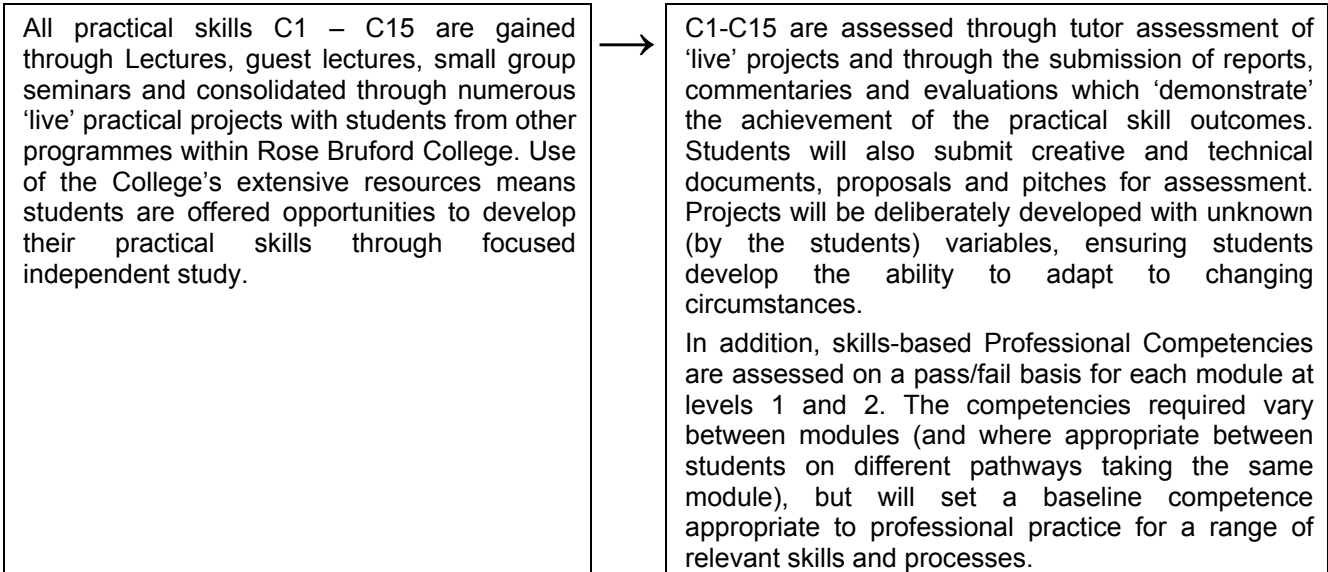 All practical skills C1 – C15 are gained
through Lectures, guest lectures, small group
seminars and consolidated through numerous
‘live’ practical projects with students from other
programmes within Rose Bruford College. Use
of the College’s extensive resources means
students are offered opportunities to develop
their practical skills through focused
independent study.
C1-C15 are assessed through tutor assessment of
‘live’ projects and through the submission of reports,
commentaries and evaluations which ‘demonstrate’
the achievement of the practical skill outcomes.
Students will also submit creative and technical
documents, proposals and pitches for assessment.
Projects will be deliberately developed with unknown
(by the students) variables, ensuring students
develop the ability to adapt to changing
circumstances.
In addition, skills-based Professional Competencies
are assessed on a pass/fail basis for each module at
levels 1 and 2. The competencies required vary
between modules (and where appropriate between
students on different pathways taking the same
module), but will set a baseline competence
appropriate to professional practice for a range of
relevant skills and processes.